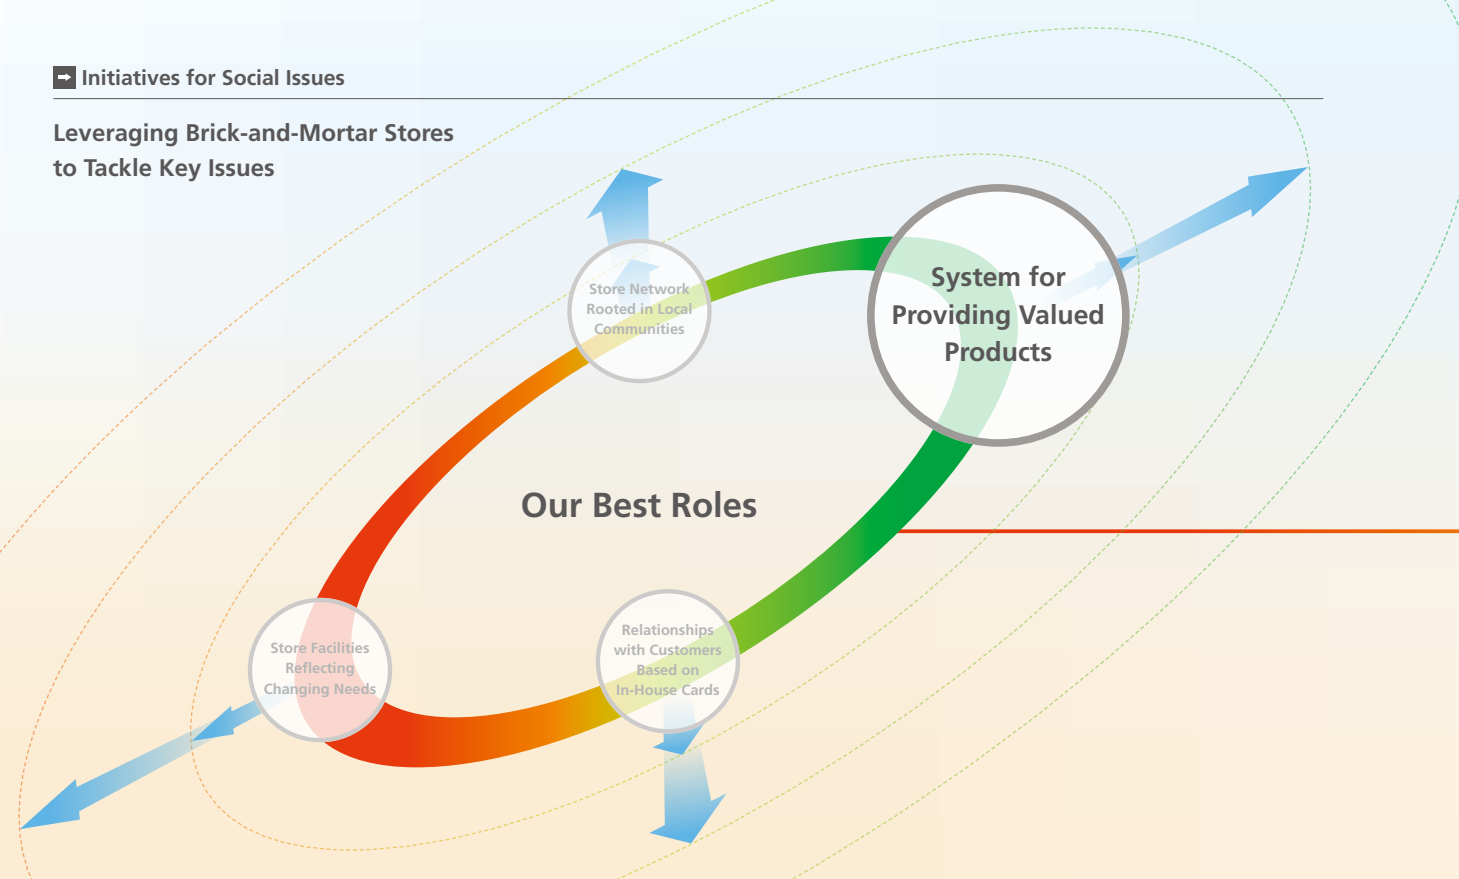 Initiatives for Social Issues
Leveraging Brick-and-Mortar Stores
to Tackle Key Issues
Store Network
Rooted in Local
Communities
System for
Providing Valued
Products
Our Best Roles
Store Facilities
Reflecting
Changing Needs
Relationships
with Customers
Based on
In-House Cards